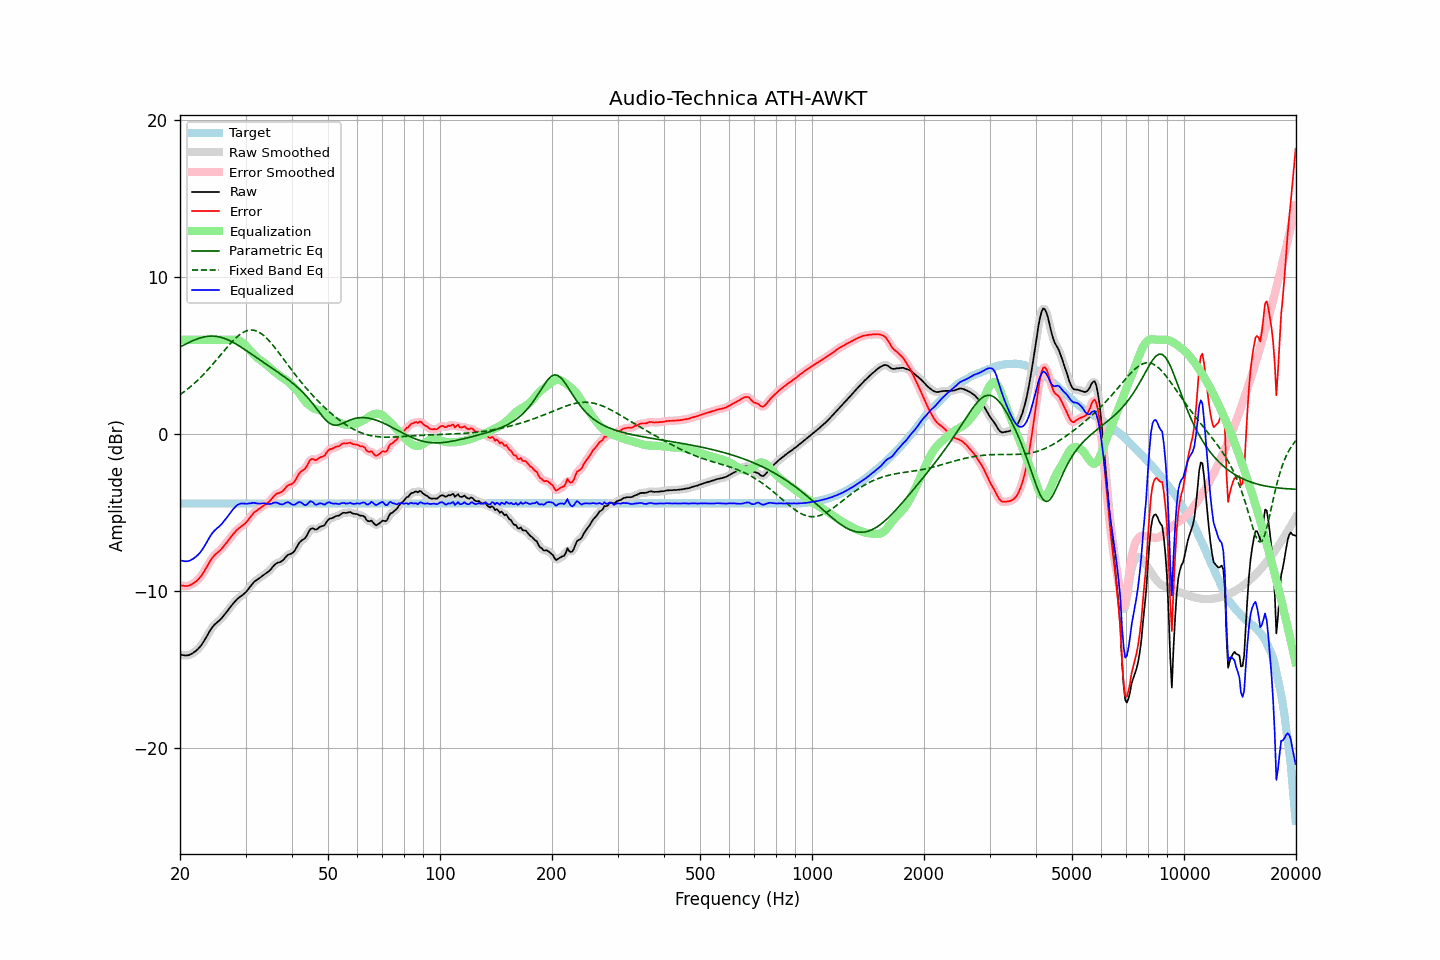 Audio-Technica ATH-AWKT
Target
Raw Smoothed
Error Smoothed
Raw
Error
Equalization
Parametric Eq
Fixed Band Eq
Equalized
20
10
0
−10
−20
Amplitude (dBr)
20 50 100 200 500 1000 2000 5000 10000 20000
Frequency (Hz)